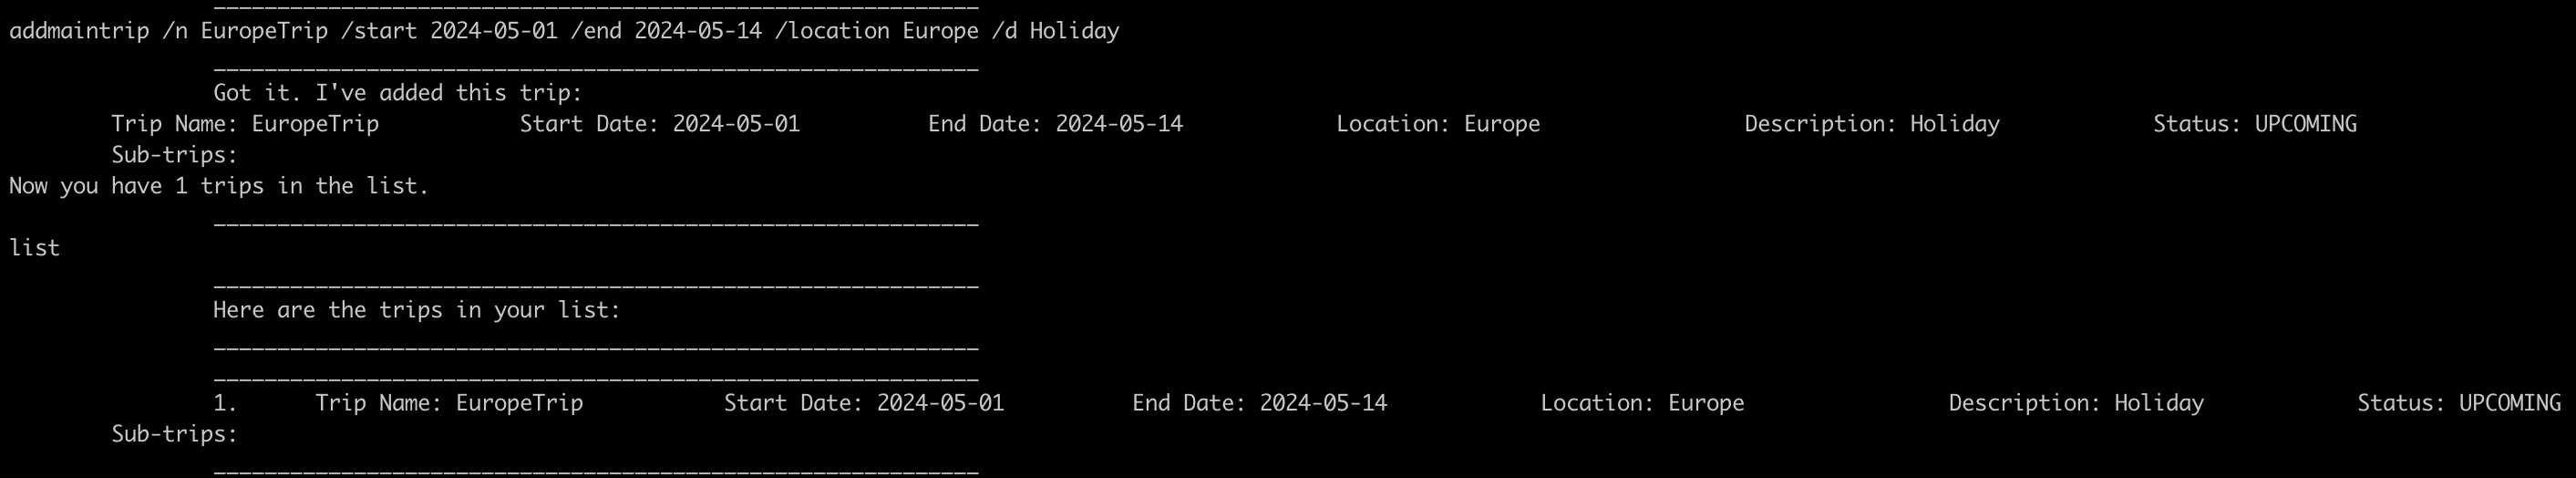 ____________________________________________________________
addmaintrip /n EuropeTrip /start 2024-05-01 /end 2024-05-14 /location Europe /d Holiday
____________________________________________________________
Got it. I've added this trip:
Trip Name: EuropeTrip Start Date: 2024-05-01 End Date: 2024-05-14 Location: Europe Description: Holiday Status: UPCOMING
Sub-trips:
Now you have 1 trips in the list.
____________________________________________________________
list
____________________________________________________________
Here are the trips in your list:
____________________________________________________________
____________________________________________________________
1. Trip Name: EuropeTrip Start Date: 2024-05-01 End Date: 2024-05-14 Location: Europe Description: Holiday Status: UPCOMING
Sub-trips:
____________________________________________________________